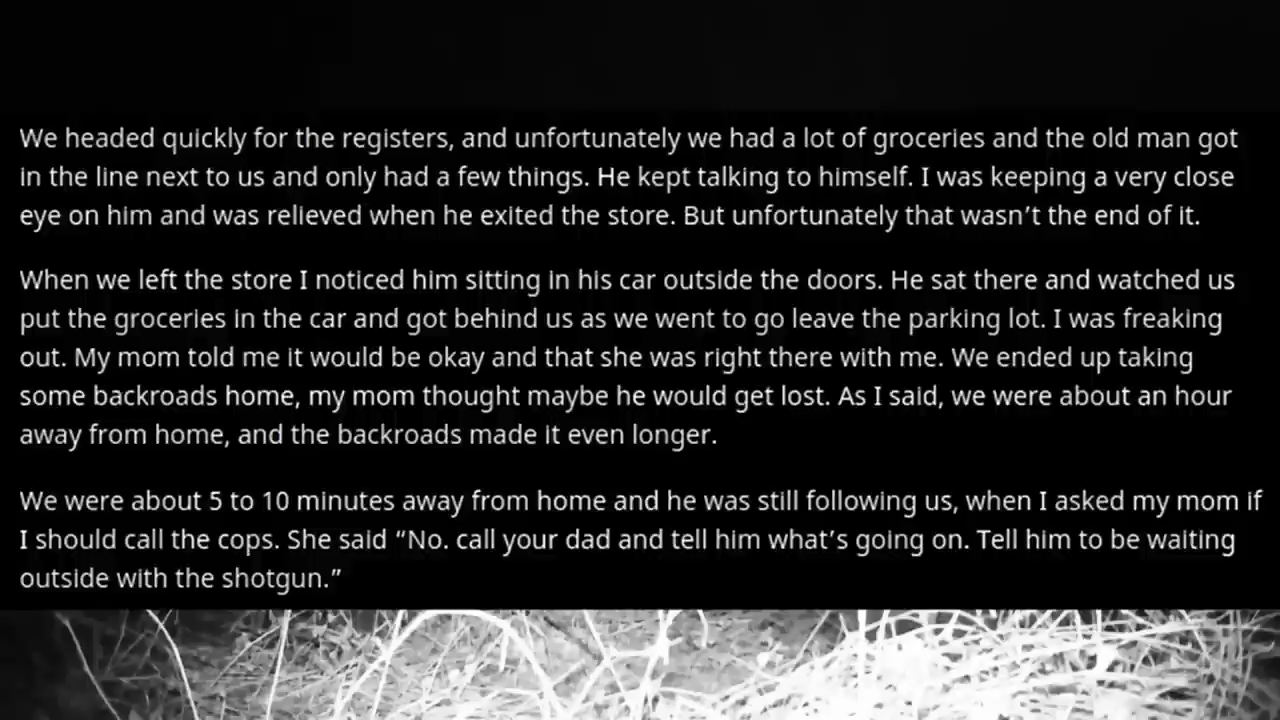 We headed quickly for the registers, and unfortunately we had a lot of groceries and the old man got
in the line next to us and only had a few things. He kept talking to himself. I was keeping a very close
eye on him and was relieved when he exited the store. But unfortunately that wasn’t the end of it.
When we left the store I noticed him sitting in his car outside the doors. He sat there and watched us
put the groceries in the car and got behind us as we went to go leave the parking lot. I was freaking
out. My mom told me it would be okay and that she was right there with me. We ended up taking
some backroads home, my mom thought maybe he would get lost. As I said, we were about an hour
away from home, and the backroads made it even longer.
We were about 5 to 10 minutes away from home and he was still following us, when I asked my mom if
I should call the cops. She said “No. call your dad and tell him what’s going on. Tell him to be waiting
outside with the shotgun.”